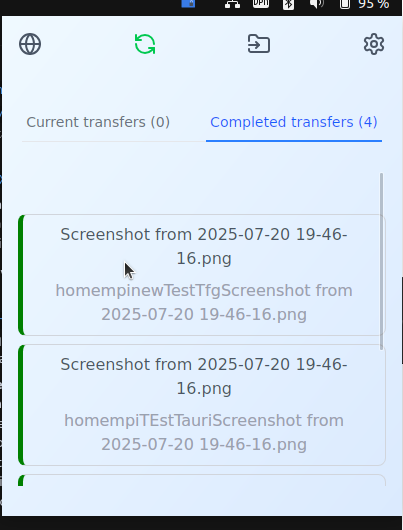 VPN 95 %
Current transfers (0) Completed transfers (4)
Screenshot from 2025-07-20 19-46-
16.png
homempinewTestTfgScreenshot from
2025-07-20 19-46-16.png
Screenshot from 2025-07-20 19-46-
16.png
homempiTEstTauriScreenshot from
2025-07-20 19-46-16.png